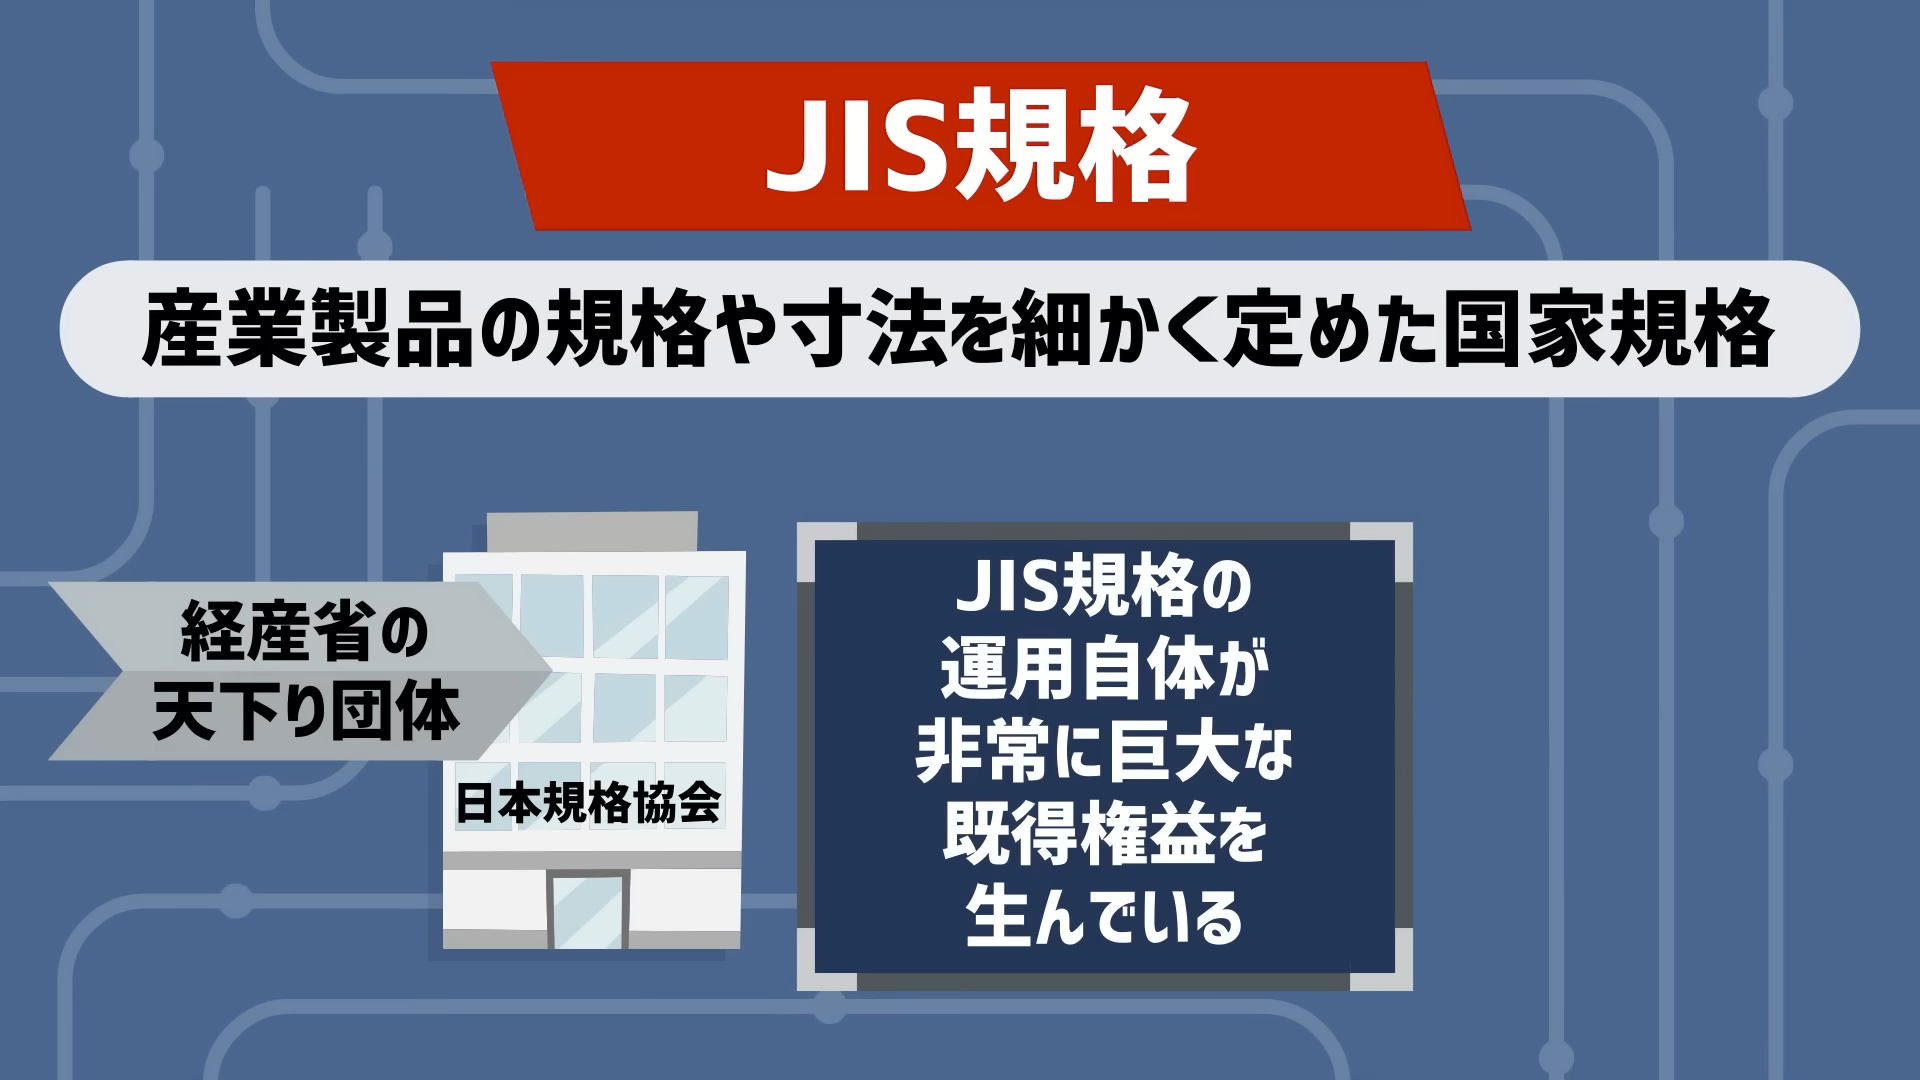 JIS規格
産業製品の規格や寸法を細かく定めた国家規格
経産省の
天下り団体
日本規格協会
JIS規格の
運用自体が
非常に巨大な
既得権益を
生んでいる